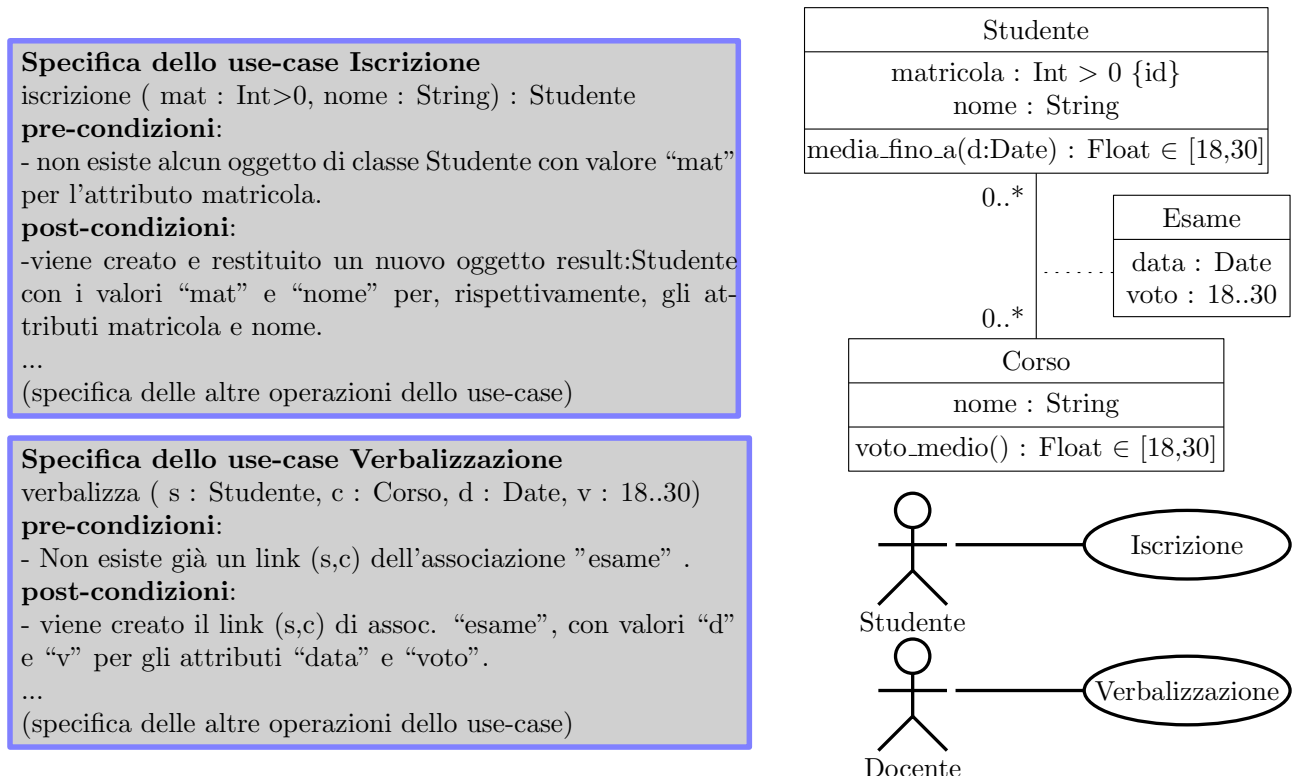 Specifica dello use-case Iscrizione
iscrizione ( mat : Int>0, nome : String) : Studente
pre-condizioni:
- non esiste alcun oggetto di classe Studente con valore “mat”
per l'attributo matricola.
post-condizioni:
-viene creato e restituito un nuovo oggetto result:Studente
con i valori “mat” e “nome” per, rispettivamente, gli at-
tributi matricola e nome.
...
(specifica delle altre operazioni dello use-case)
Specifica dello use-case Verbalizzazione
verbalizza ( s : Studente, c : Corso, d : Date, v : 18..30)
pre-condizioni:
- Non esiste già un link (s,c) dell'associazione ”esame” .
post-condizioni:
- viene creato il link (s,c) di assoc. “esame”, con valori “d”
e “v” per gli attributi “data” e “voto”.
...
(specifica delle altre operazioni dello use-case)
Studente
matricola : Int > 0 {id}
nome : String
media_fino_a(d:Date) : Float ∈ [18,30]
0..*
Esame
data : Date
voto : 18..30
0..*
Corso
nome : String
voto_medio() : Float ∈ [18,30]
Iscrizione
Studente
Verbalizzazione
Docente